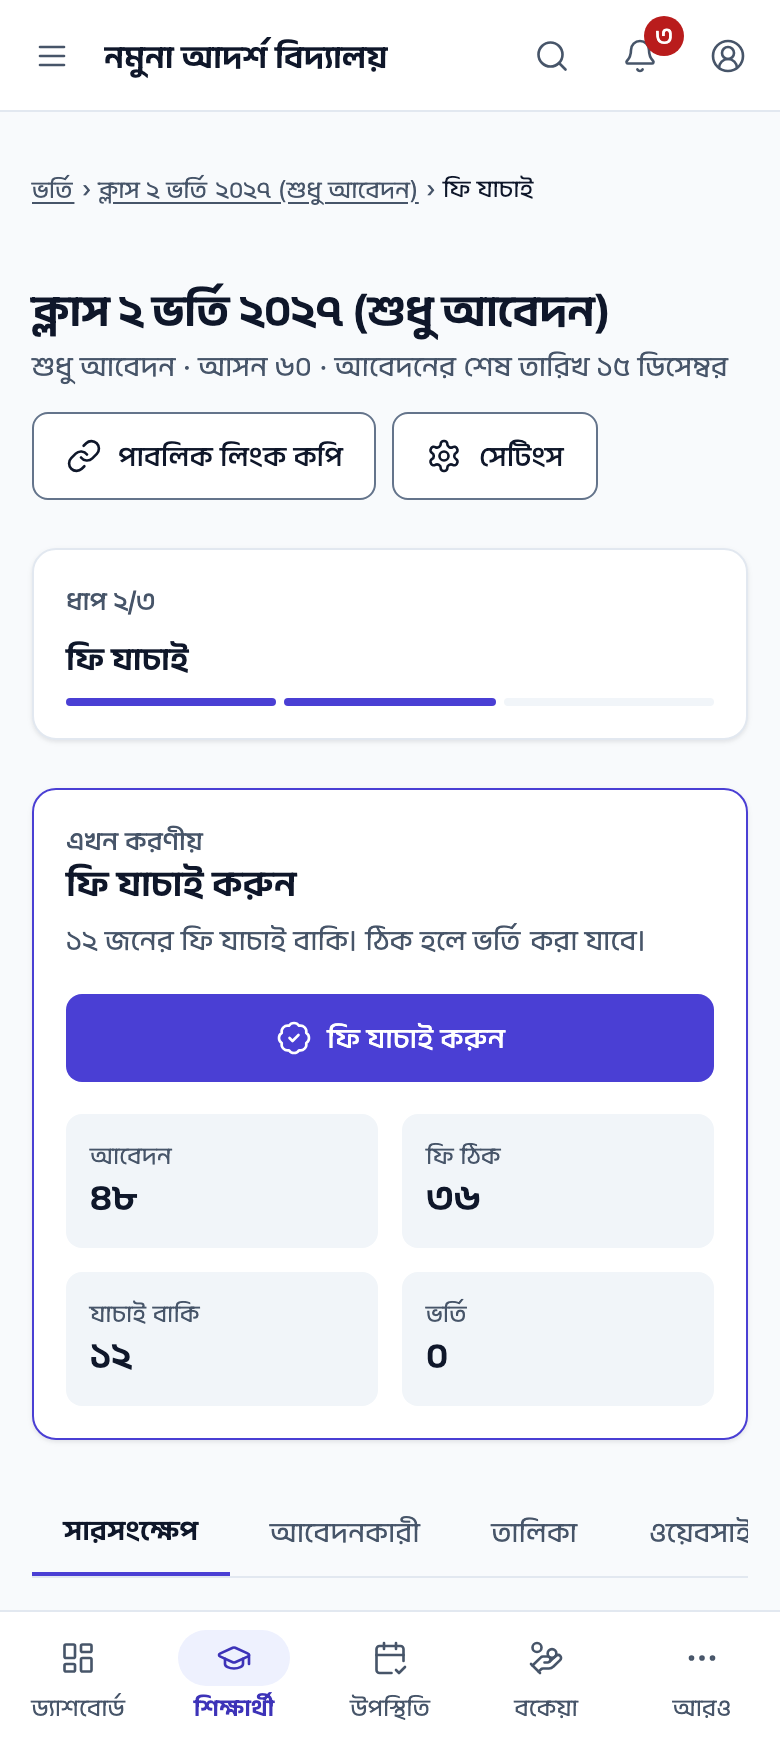 নমুনা আদর্শ বিদ্যালয়
৩
ভর্তি › ক্লাস ২ ভর্তি ২০২৭ (শুধু আবেদন) › ফি যাচাই
ক্লাস ২ ভর্তি ২০২৭ (শুধু আবেদন)
শুধু আবেদন · আসন ৬০ · আবেদনের শেষ তারিখ ১৫ ডিসেম্বর
পাবলিক লিংক কপি
সেটিংস
ধাপ ২/৩
ফি যাচাই
এখন করণীয়
ফি যাচাই করুন
১২ জনের ফি যাচাই বাকি। ঠিক হলে ভর্তি করা যাবে।
ফি যাচাই করুন
আবেদন
৪৮
ফি ঠিক
৩৬
যাচাই বাকি
১২
ভর্তি
০
সারসংক্ষেপ
আবেদনকারী
তালিকা
ওয়েবসাই
ড্যাশবোর্ড
শিক্ষার্থী
উপস্থিতি
বকেয়া
আরও